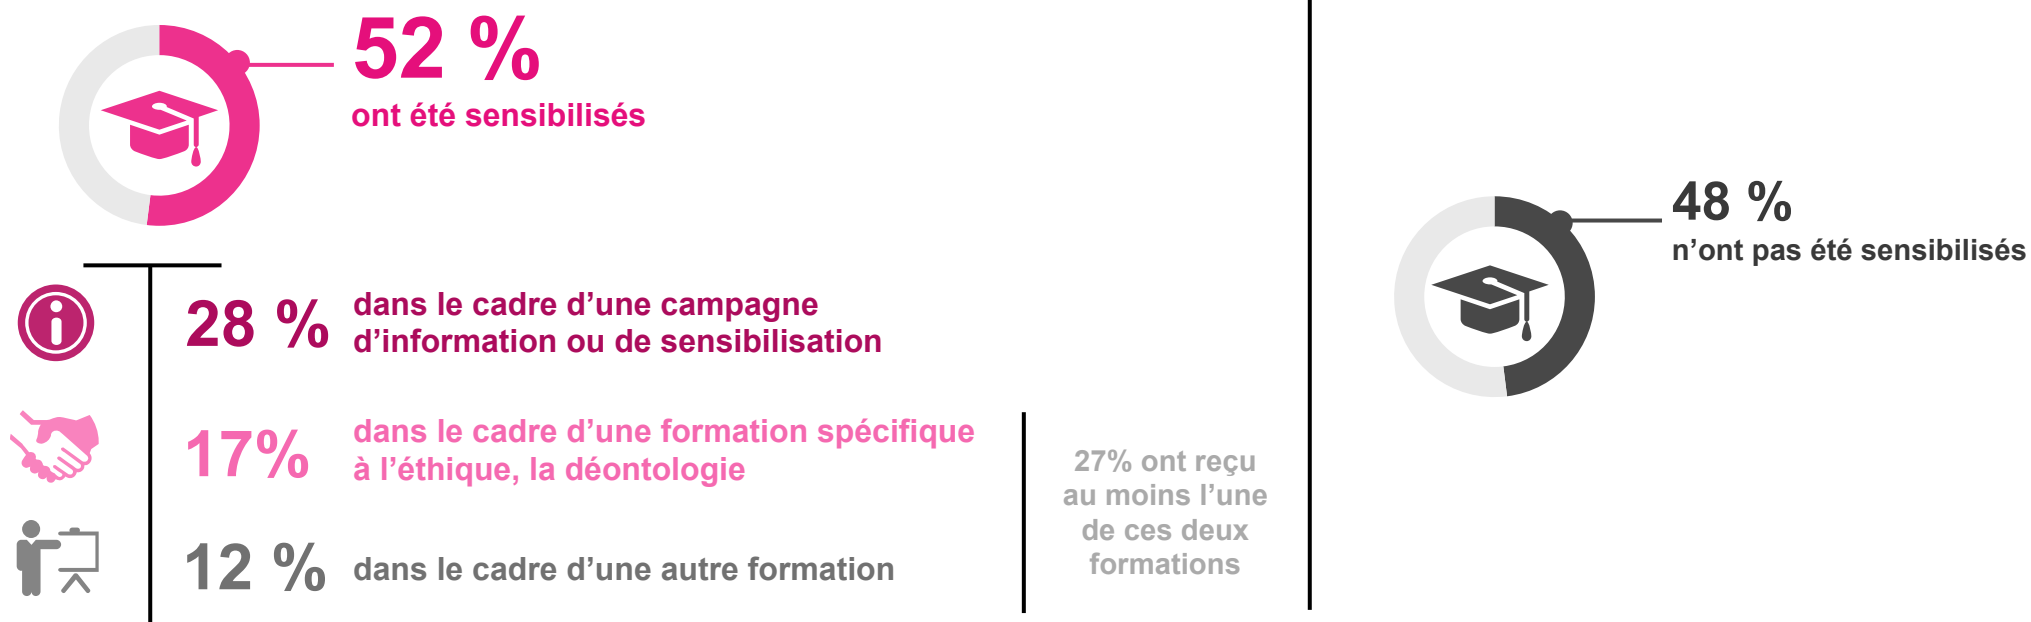 52 %
ont été sensibilisés
28 %
dans le cadre d’une campagne
d’information ou de sensibilisation
17%
dans le cadre d’une formation spécifique
à l’éthique, la déontologie
12 %
dans le cadre d’une autre formation
27% ont reçu
au moins l’une
de ces deux
formations
48 %
n’ont pas été sensibilisés